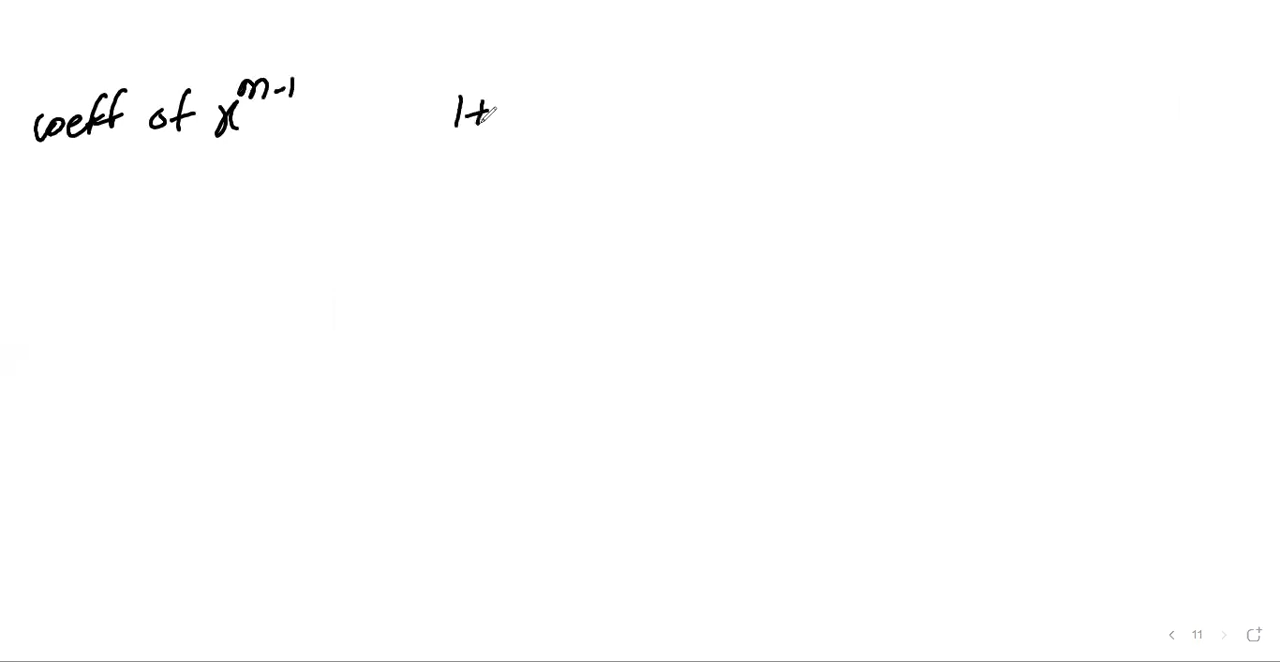 coeff of x^{m-1} 1+
< 11 >